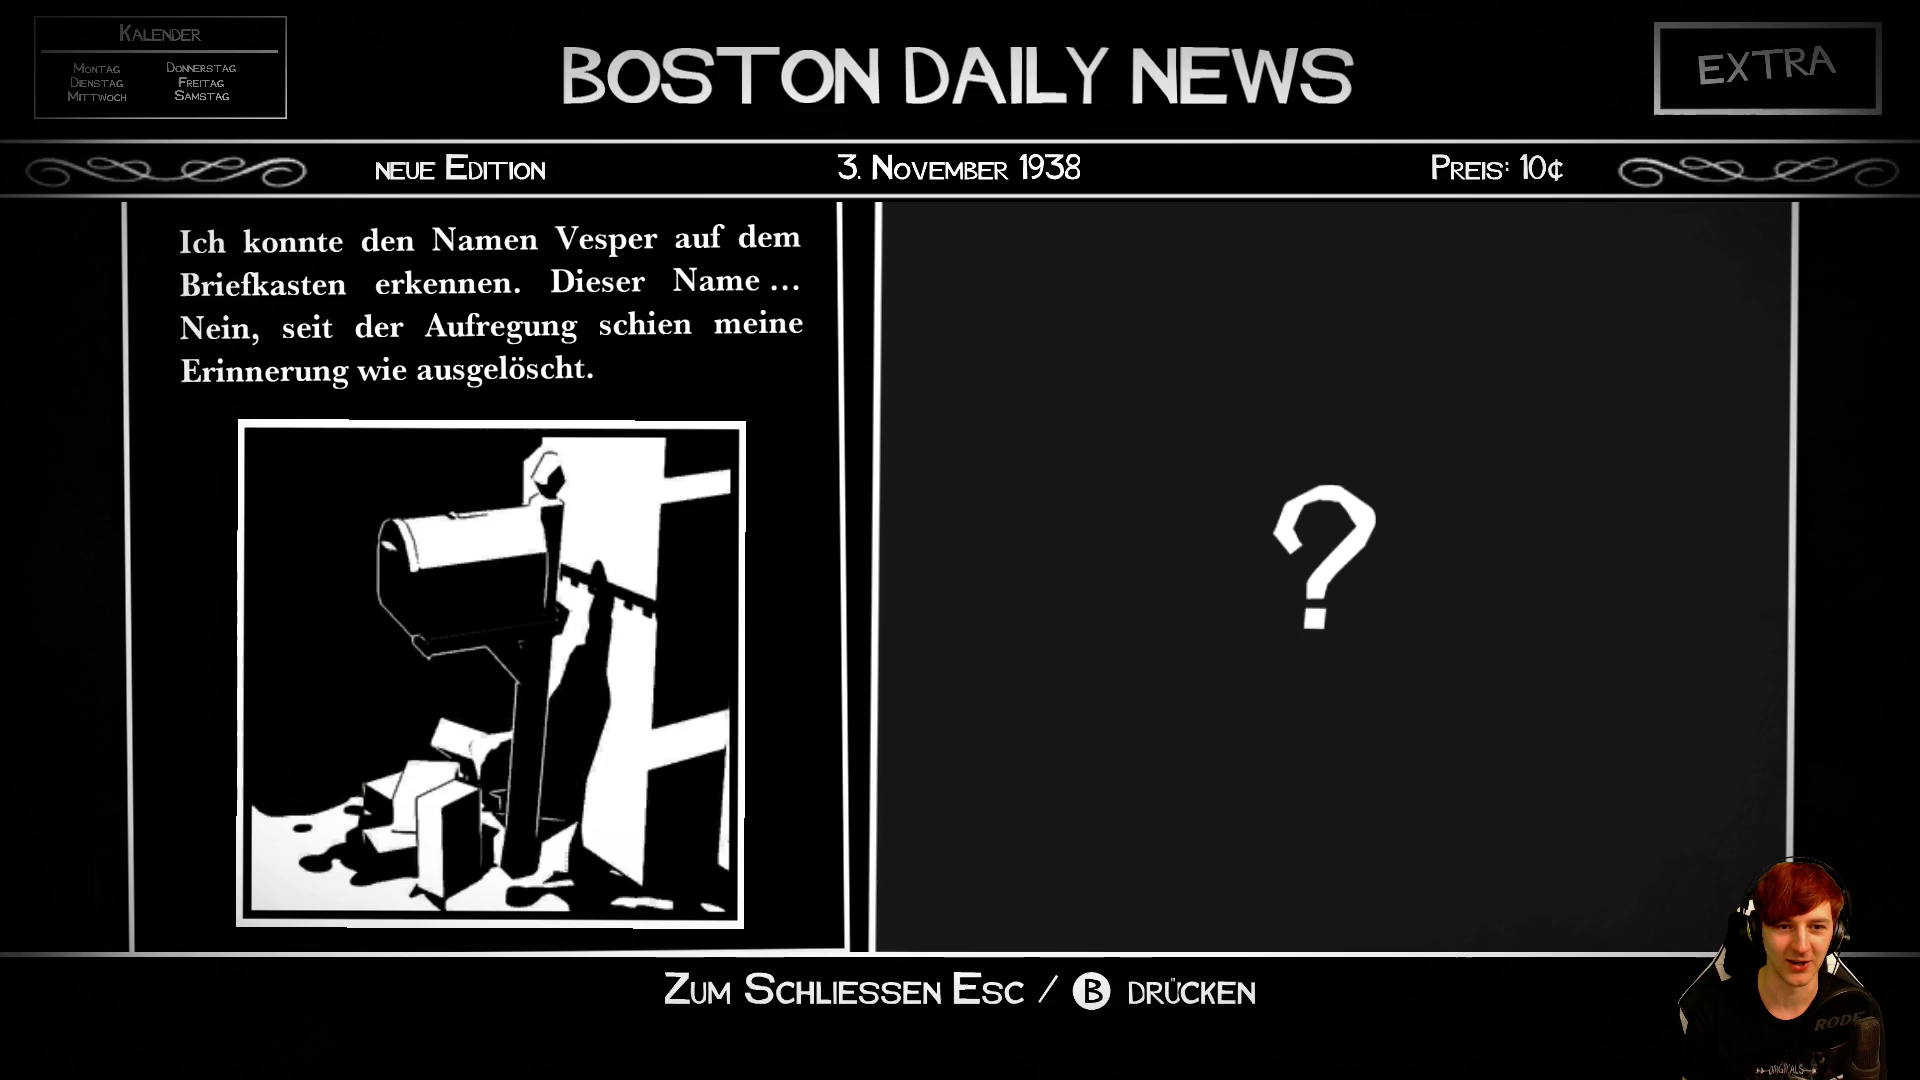 Kalender
Montag
Dienstag
Mittwoch
Donnerstag
Freitag
Samstag
BOSTON DAILY NEWS
EXTRA
neue Edition
3. November 1938
Preis: 10¢
Ich konnte den Namen Vesper auf dem
Briefkasten erkennen. Dieser Name ...
Nein, seit der Aufregung schien meine
Erinnerung wie ausgelöscht.
?
Zum Schliessen Esc / B drücken
RODE
ORIGINALS